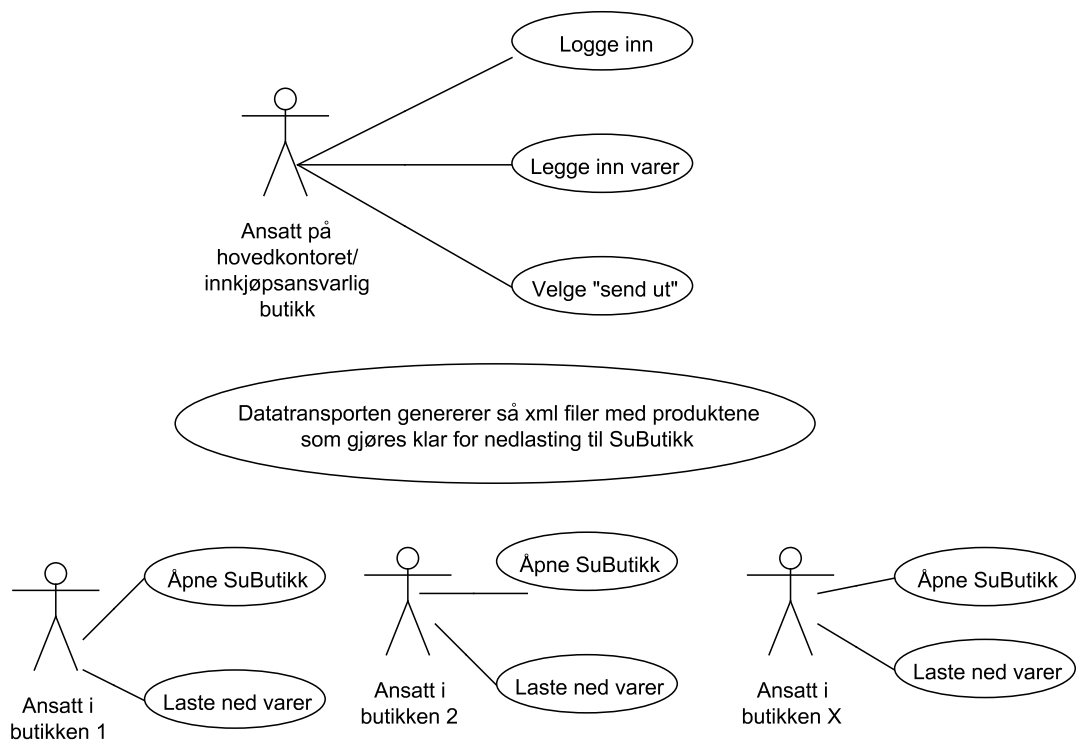 Logge inn
Legge inn varer
Ansatt på
hovedkontoret/
innkjøpsansvarlig
butikk
Velge "send ut"
Datatransporten genererer så xml filer med produktene
som gjøres klar for nedlasting til SuButikk
Åpne SuButikk
Laste ned varer
Ansatt i
butikken 1
Åpne SuButikk
Laste ned varer
Ansatt i
butikken 2
Åpne SuButikk
Laste ned varer
Ansatt i
butikken X